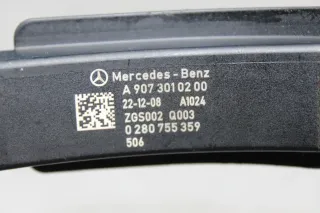 Mercedes-Benz
A 907 301 02 00
22-12-08 A1024
ZGS002 Q003
0 280 755 359
506